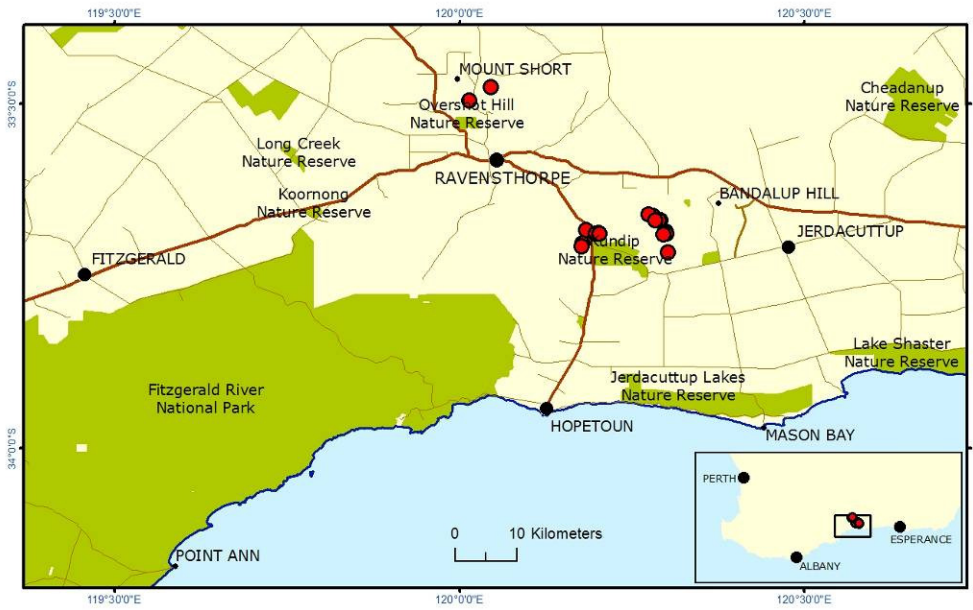 119°30'0"E
120°0'0"E
120°30'0"E
MOUNT SHORT
33°30'0"S
Overshot Hill
Nature Reserve
Cheadanup
Nature Reserve
Long Creek
Nature Reserve
RAVENSTHORPE
Koornong
Nature Reserve
BANDALUP HILL
JERDACUTTUP
FITZGERALD
Kundip
Nature Reserve
Lake Shaster
Nature Reserve
Fitzgerald River
National Park
Jerdacuttup Lakes
Nature Reserve
HOPETOUN
MASON BAY
34°0'0"S
PERTH
0 10 Kilometers
ESPERANCE
ALBANY
POINT ANN
119°30'0"E
120°0'0"E
120°30'0"E